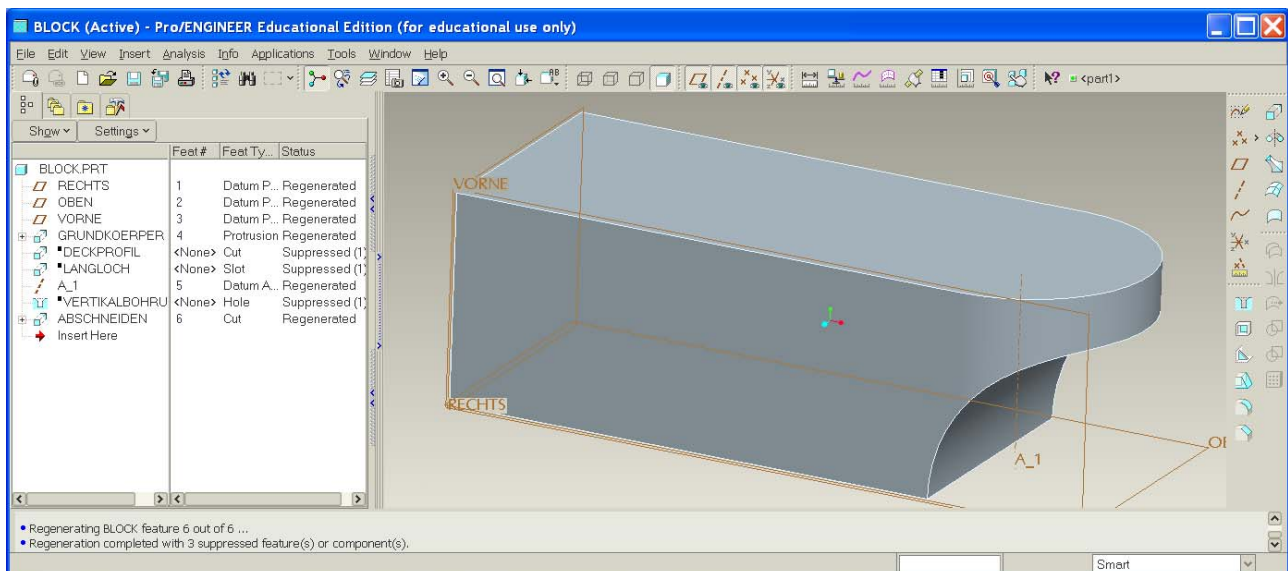 BLOCK (Active) - Pro/ENGINEER Educational Edition (for educational use only)
File Edit View Insert Analysis Info Applications Tools Window Help
<part1>
Show Settings
Feat# Feat Ty... Status
BLOCK.PRT
RECHTS 1 Datum P... Regenerated
OBEN 2 Datum P... Regenerated
VORNE 3 Datum P... Regenerated
GRUNDKOERPER 4 Protrusion Regenerated
DECKPROFIL <None> Cut Suppressed (1)
LANGLOCH <None> Slot Suppressed (1)
A_1 5 Datum A... Regenerated
VERTIKALBOHRU <None> Hole Suppressed (1)
ABSCHNEIDEN 6 Cut Regenerated
Insert Here
VORNE
RECHTS
A_1
• Regenerating BLOCK feature 6 out of 6 ...
• Regeneration completed with 3 suppressed feature(s) or component(s).
Smart